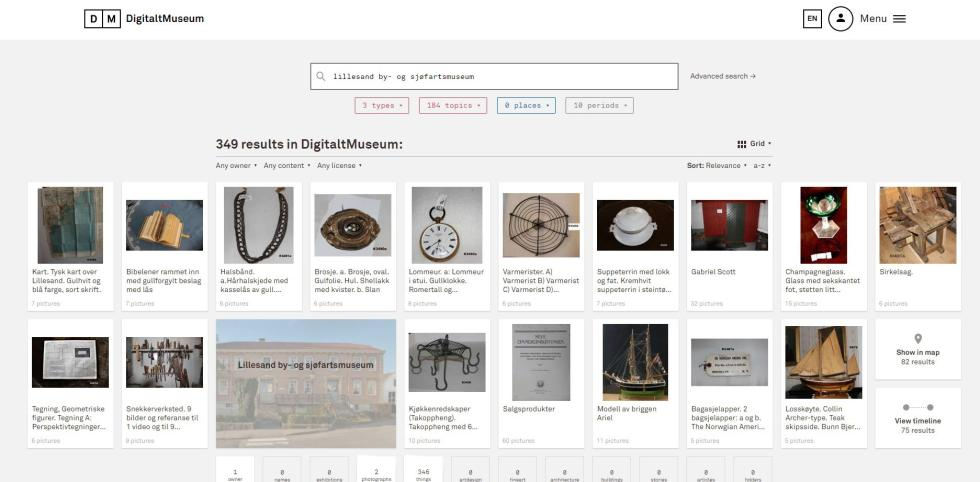 DM DigitaltMuseum
EN Menu
lillesand by- og sjøfartsmuseum
Advanced search →
3 types
184 topics
0 places
10 periods
349 results in DigitaltMuseum:
Grid
Any owner Any content Any license
Sort: Relevance a-z
Kart. Tysk kart over
Lillesand. Gulhvit og
blå farge, sort skrift.
7 pictures
Bibelener rammet inn
med gullforgyit beslag
med lås
7 pictures
Halsbånd.
a.Hårhalskjede med
kasselås av gull....
6 pictures
Brosje. a. Brosje, oval.
Gulfolie. Hul. Shellakk
med kvister. b. Slan
6 pictures
Lommeur. a: Lommeur
i etui. Gullklokke.
Romertall og...
8 pictures
Varmerister. A)
Varmerist B) Varmerist
C) Varmerist D)...
6 pictures
Suppeterrin med lokk
og fat. Kremhvit
suppeterrin i steintø...
7 pictures
Gabriel Scott
32 pictures
Champagneglass.
Glass med sekskantet
fot, stetten litt...
15 pictures
Sirkelsag.
6 pictures
Tegning, Geometriske
figurer. Tegning A:
Perspektivtegninger...
6 pictures
Snekkerverksted. 9
bilder og referanse til
1 video og til 9...
9 pictures
Lillesand by- og sjøfartsmuseum
Kjøkkenredskaper
(Takoppheng).
Takoppheng med 6...
10 pictures
Salgsprodukter
60 pictures
Modell av briggen
Ariel
11 pictures
Bagasjelapper. 2
bagasjelapper: a og b.
The Norwgian Ameri...
5 pictures
Losskøyte. Collin
Archer-type. Teak
skipsside. Bunn Bjer...
5 pictures
Show in map
82 results
View timeline
75 results
1
owner
0
names
0
exhibitions
2
photographs
346
things
0
artdesign
0
fineart
0
architecture
0
buildings
0
stories
0
artistes
0
folders